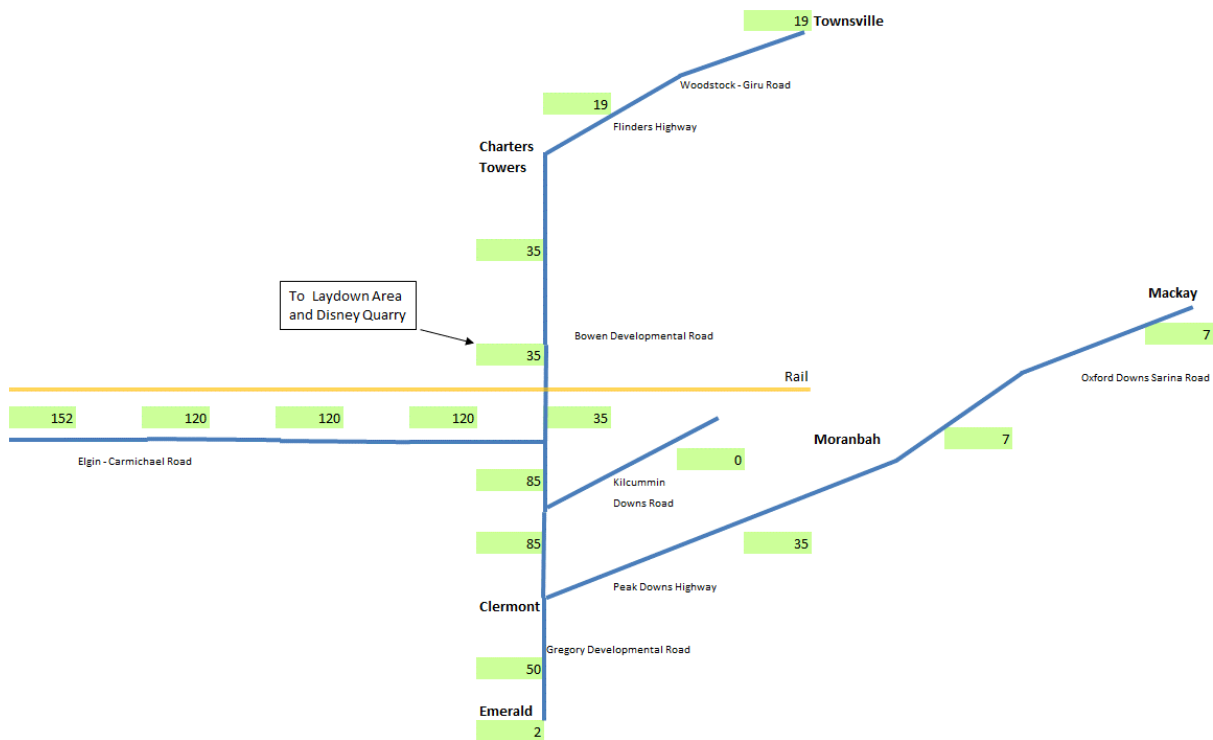 19 Townsville
Woodstock - Giru Road
19
Flinders Highway
Charters
Towers
35
To Laydown Area
and Disney Quarry
Mackay
7
Bowen Developmental Road
35
Rail
Oxford Downs Sarina Road
152 120 120 120 35
Moranbah
7
Elgin - Carmichael Road
0
85
Kilcummin
Downs Road
85
35
Peak Downs Highway
Clermont
Gregory Developmental Road
50
Emerald
2